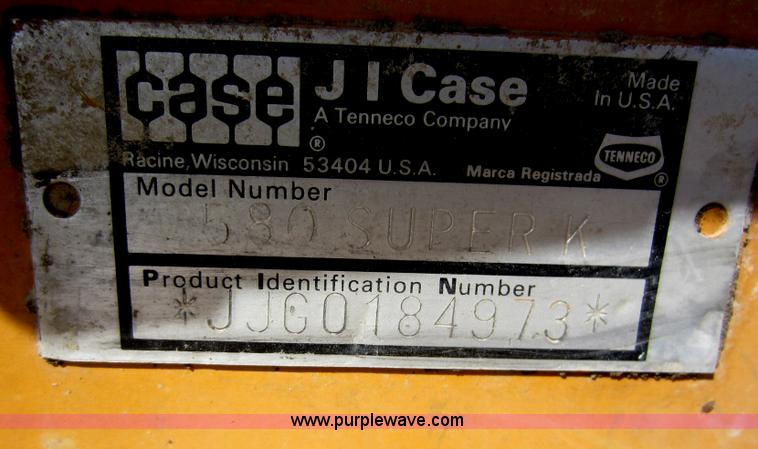 case
J I Case
A Tenneco Company
Made
In U.S.A.
®
Racine, Wisconsin 53404 U.S.A.
Marca Registrada
TENNECO
®
Model Number
580 SUPER K
Product Identification Number
*JJG0184973*
www.purplewave.com